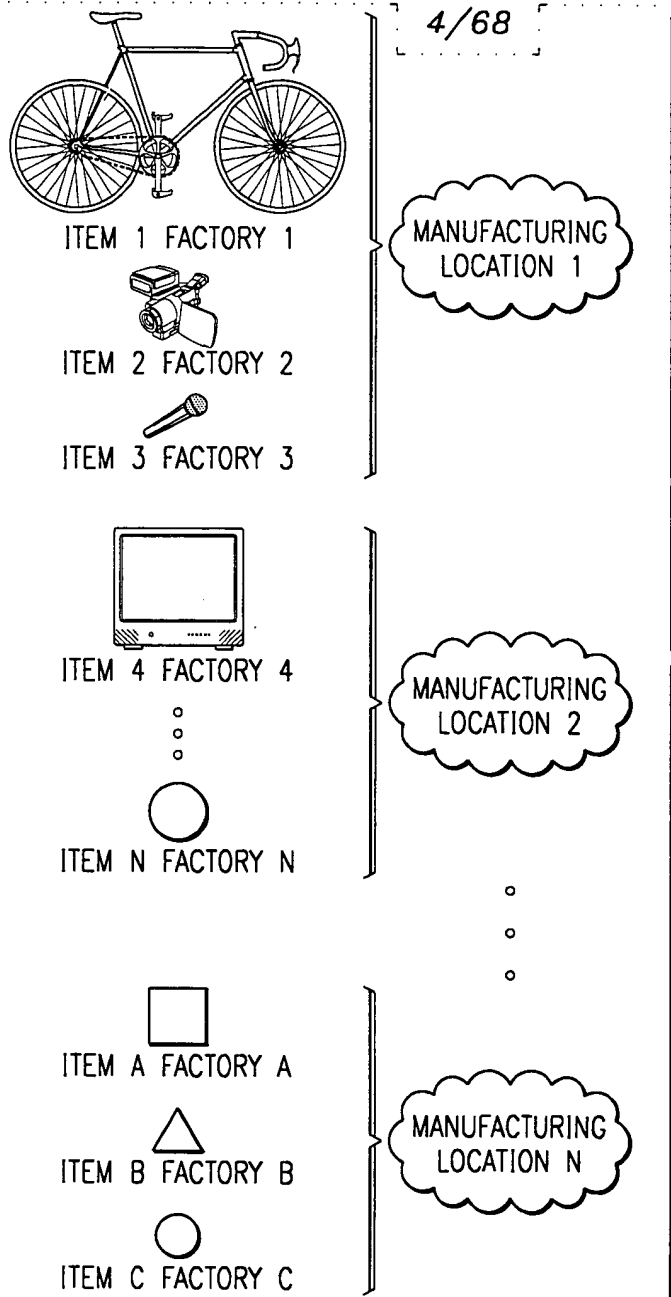 4/68
ITEM 1 FACTORY 1
MANUFACTURING
LOCATION 1
ITEM 2 FACTORY 2
ITEM 3 FACTORY 3
ITEM 4 FACTORY 4
MANUFACTURING
LOCATION 2
ITEM N FACTORY N
ITEM A FACTORY A
ITEM B FACTORY B
MANUFACTURING
LOCATION N
ITEM C FACTORY C